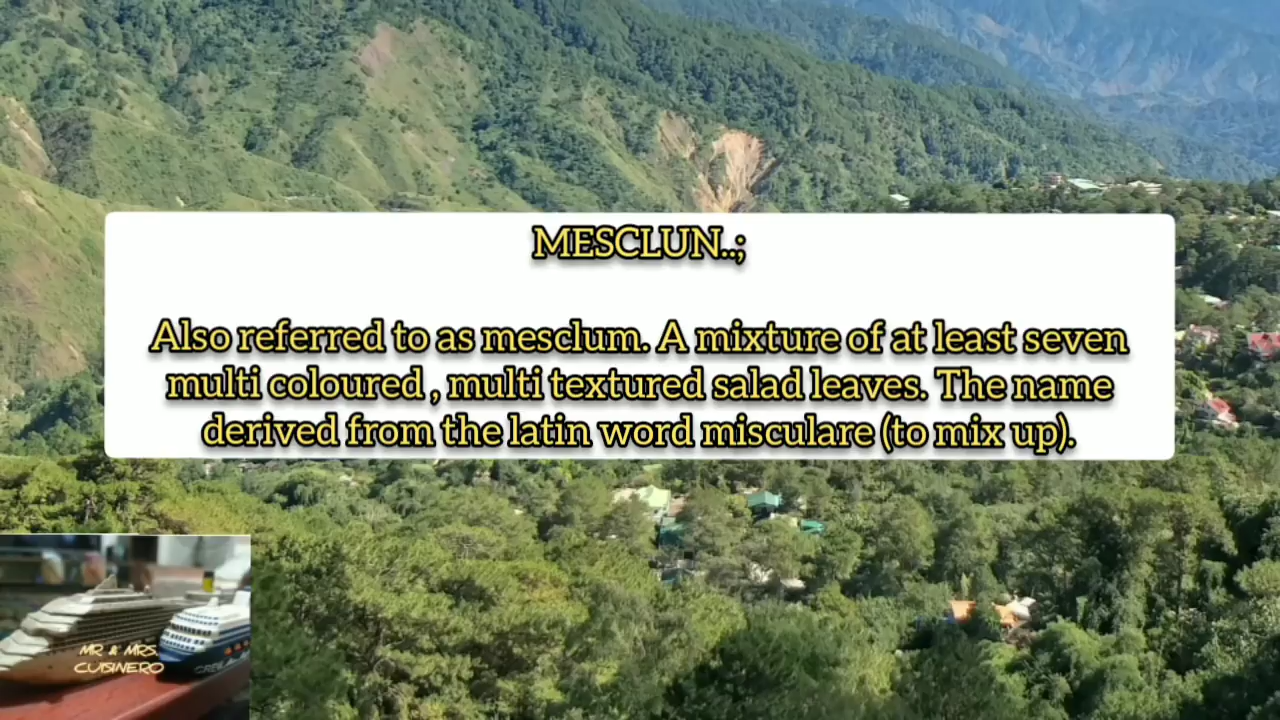 MESCLUN..;
Also referred to as mesclum. A mixture of at least seven
multi coloured , multi textured salad leaves. The name
derived from the latin word misculare (to mix up).
MR & MRS.
CUISINERO